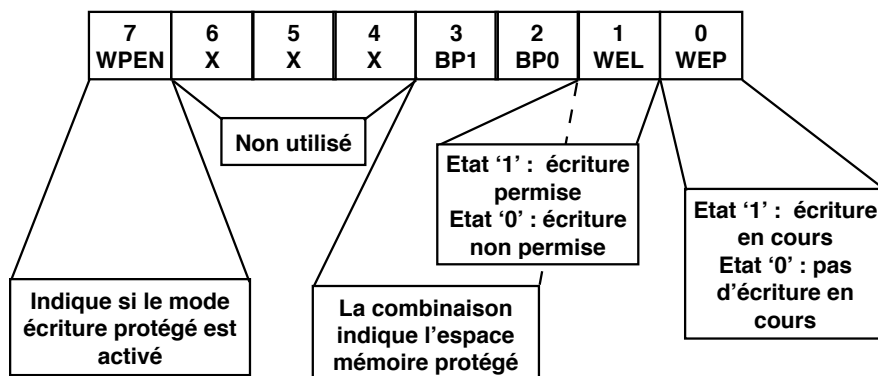 7 6 5 4 3 2 1 0
WPEN X X X BP1 BP0 WEL WEP
Non utilisé
Etat ‘1’ : écriture
permise
Etat ‘0’ : écriture
non permise
Etat ‘1’ : écriture
en cours
Etat ‘0’ : pas
d’écriture en
cours
Indique si le mode
écriture protégé est
activé
La combinaison
indique l’espace
mémoire protégé